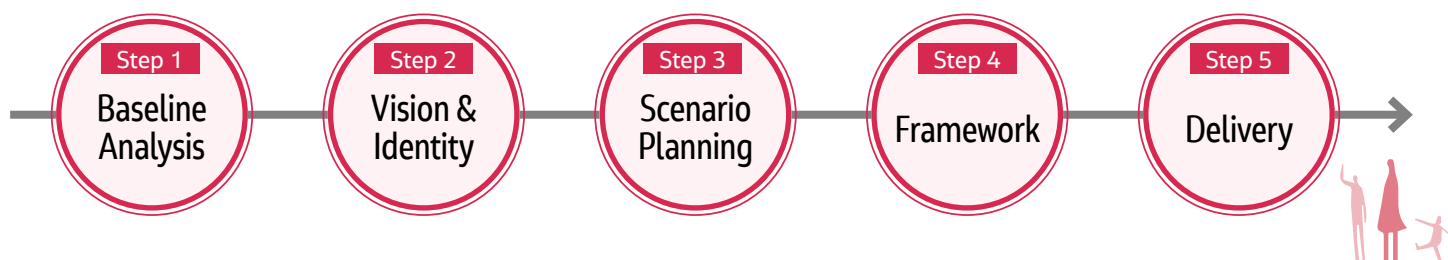 Step 1
Baseline
Analysis
Step 2
Vision &
Identity
Step 3
Scenario
Planning
Step 4
Framework
Step 5
Delivery